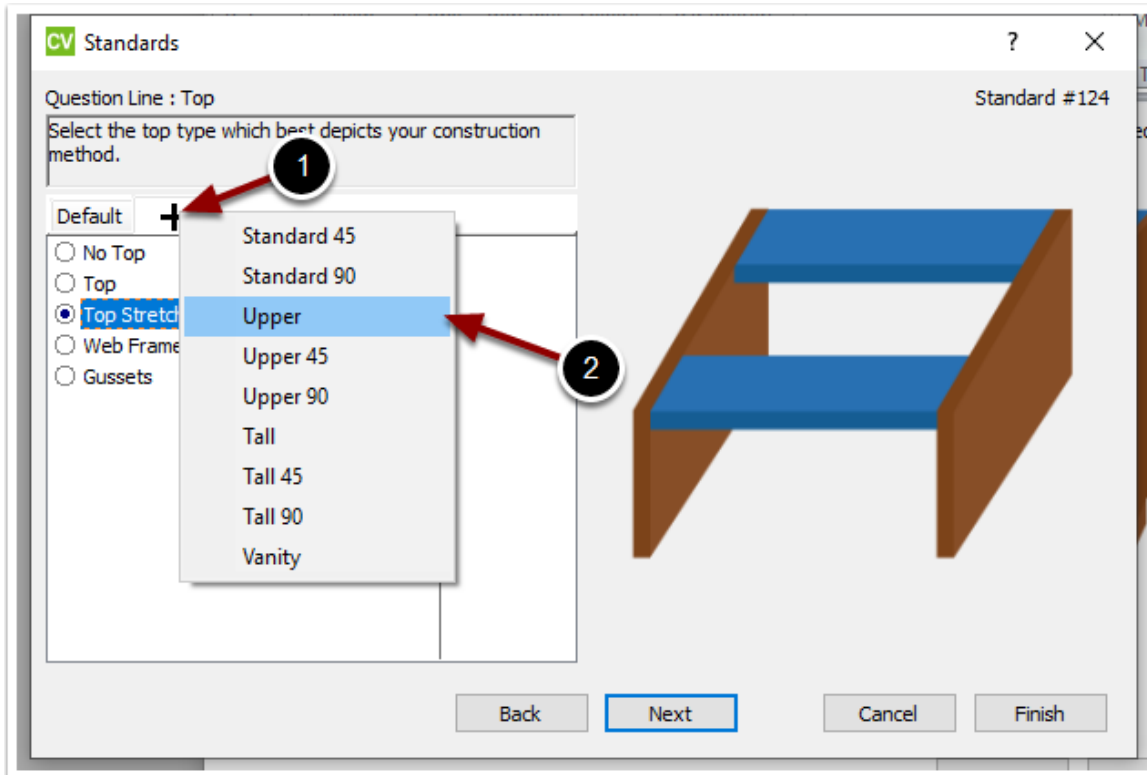 CV Standards ? X
Question Line : Top
Standard #124
Select the top type which best depicts your construction
method.
1
Default +
No Top
Top
Top Stretch
Web Frame
Gussets
Standard 45
Standard 90
Upper
Upper 45
Upper 90
Tall
Tall 45
Tall 90
Vanity
2
Back
Next
Cancel
Finish